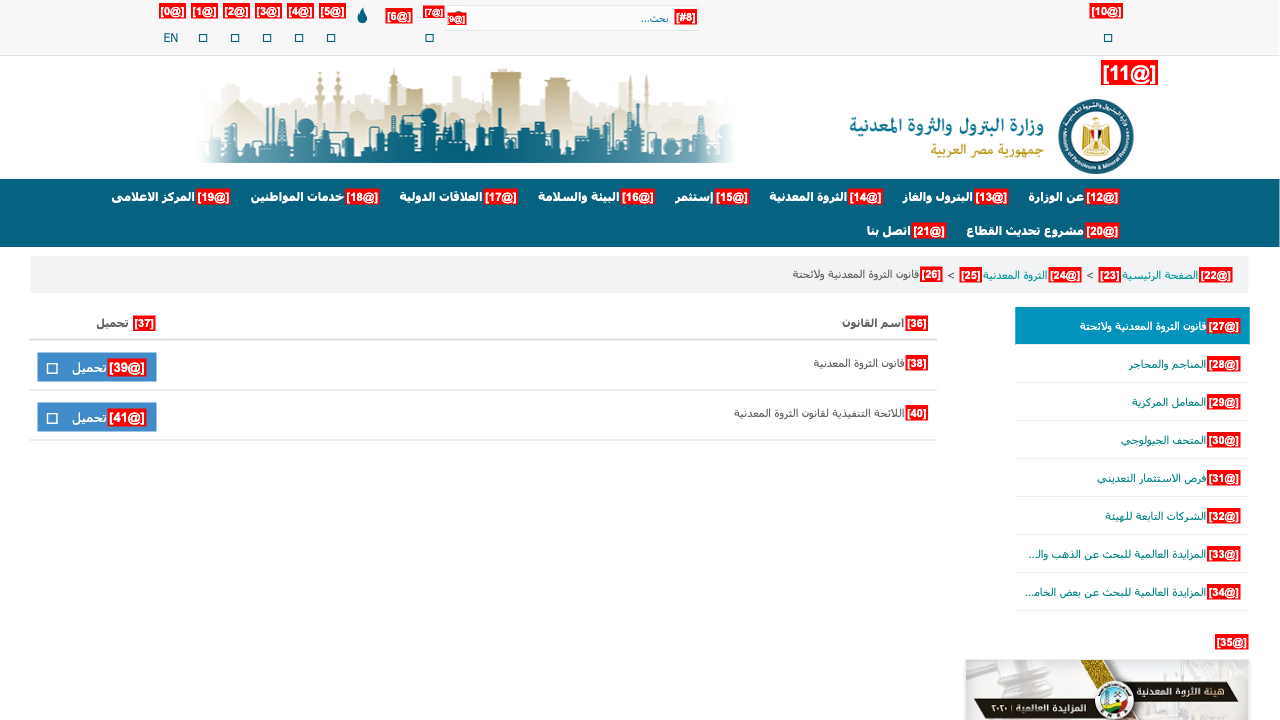 [@0] [@1] [@2] [@3] [@4] [@5] [@6] [@7] [@9] بحث... [#8] [@10]
EN
[@11]
وزارة البترول والثروة المعدنية
جمهورية مصر العربية
[@12] عن الوزارة [@13] البترول والغاز [@14] الثروة المعدنية [@15] إستثمر [@16] البيئة والسلامة [@17] العلاقات الدولية [@18] خدمات المواطنين [@19] المركز الاعلامى
[@20] مشروع تحديث القطاع [@21] اتصل بنا
[@22] الصفحة الرئيسية [23] > [@24] الثروة المعدنية [25] > [26] قانون الثروة المعدنية ولائحتة
[@27] قانون الثروة المعدنية ولائحتة
[@28] المناجم والمحاجر
[@29] المعامل المركزية
[@30] المتحف الجيولوجي
[@31] فرص الاستثمار التعديني
[@32] الشركات التابعة للهيئة
[@33] المزايدة العالمية للبحث عن الذهب والـ...
[@34] المزايدة العالمية للبحث عن بعض الخامـ...
[@35]
هيئة الثروة المعدنية
المزايدة العالمية | ٢٠٢٠
[36] اسم القانون [37] تحميل
[38] قانون الثروة المعدنية [@39] تحميل
[40] اللائحة التنفيذية لقانون الثروة المعدنية [@41] تحميل